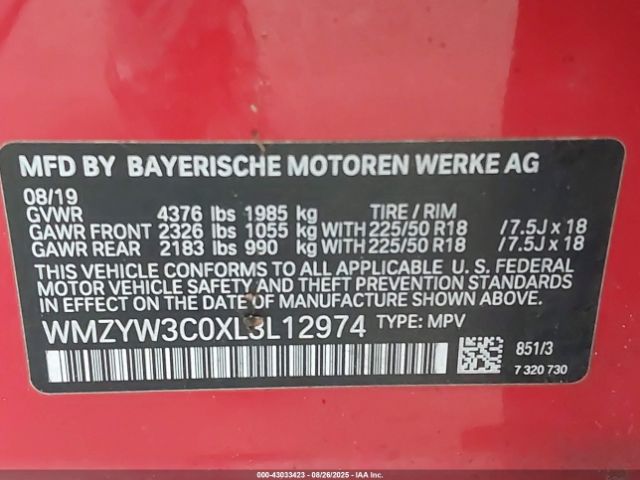 MFD BY BAYERISCHE MOTOREN WERKE AG
08/19
GVWR 4376 lbs 1985 kg TIRE / RIM
GAWR FRONT 2326 lbs 1055 kg WITH 225/50 R18 /7.5J x 18
GAWR REAR 2183 lbs 990 kg WITH 225/50 R18 /7.5J x 18
THIS VEHICLE CONFORMS TO ALL APPLICABLE U. S. FEDERAL
MOTOR VEHICLE SAFETY AND THEFT PREVENTION STANDARDS
IN EFFECT ON THE DATE OF MANUFACTURE SHOWN ABOVE.
WMZYW3C0XL3L12974 TYPE: MPV
851/3
7 320 730
000-43033423 - 08/26/2025 - IAAI, Inc.